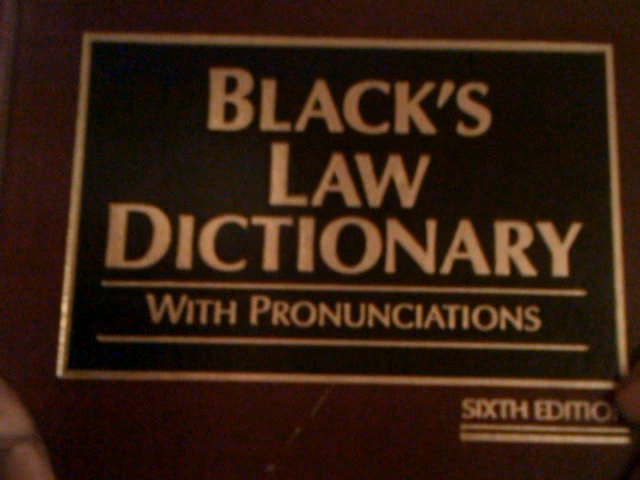 BLACK'S
LAW
DICTIONARY
WITH PRONUNCIATIONS
SIXTH EDITIO